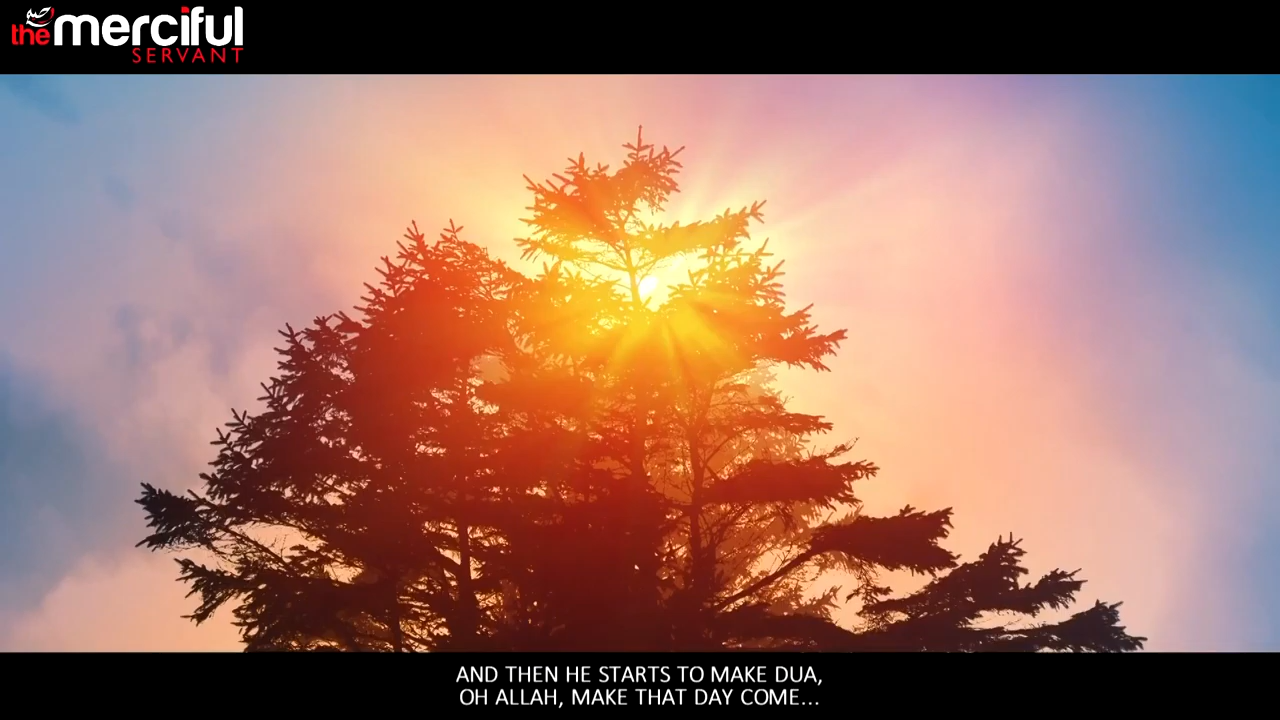 the merciful
SERVANT
AND THEN HE STARTS TO MAKE DUA,
OH ALLAH, MAKE THAT DAY COME...